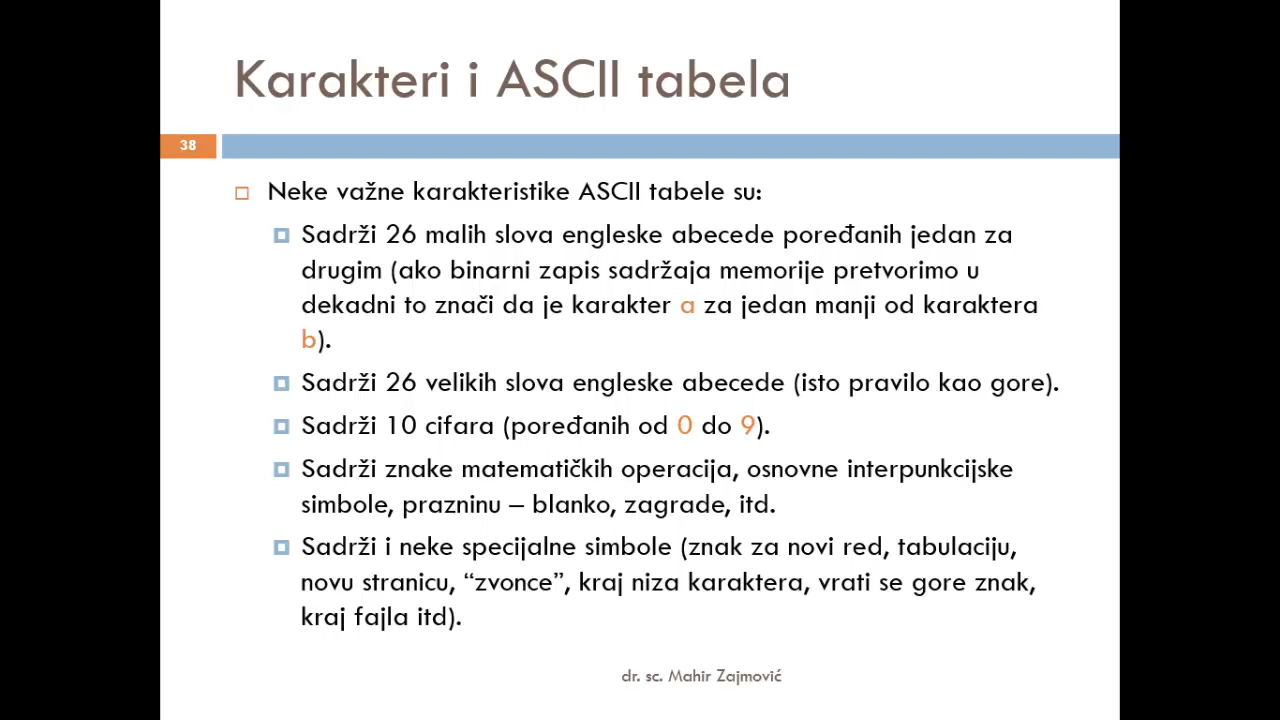 Karakteri i ASCII tabela
38
Neke važne karakteristike ASCII tabele su:
Sadrži 26 malih slova engleske abecede poređanih jedan za
drugim (ako binarni zapis sadržaja memorije pretvorimo u
dekadni to znači da je karakter a za jedan manji od karaktera
b).
Sadrži 26 velikih slova engleske abecede (isto pravilo kao gore).
Sadrži 10 cifara (poređanih od 0 do 9).
Sadrži znake matematičkih operacija, osnovne interpunkcijske
simbole, prazninu – blanko, zagrade, itd.
Sadrži i neke specijalne simbole (znak za novi red, tabulaciju,
novu stranicu, “zvonce”, kraj niza karaktera, vrati se gore znak,
kraj fajla itd).
dr. sc. Mahir Zajmović